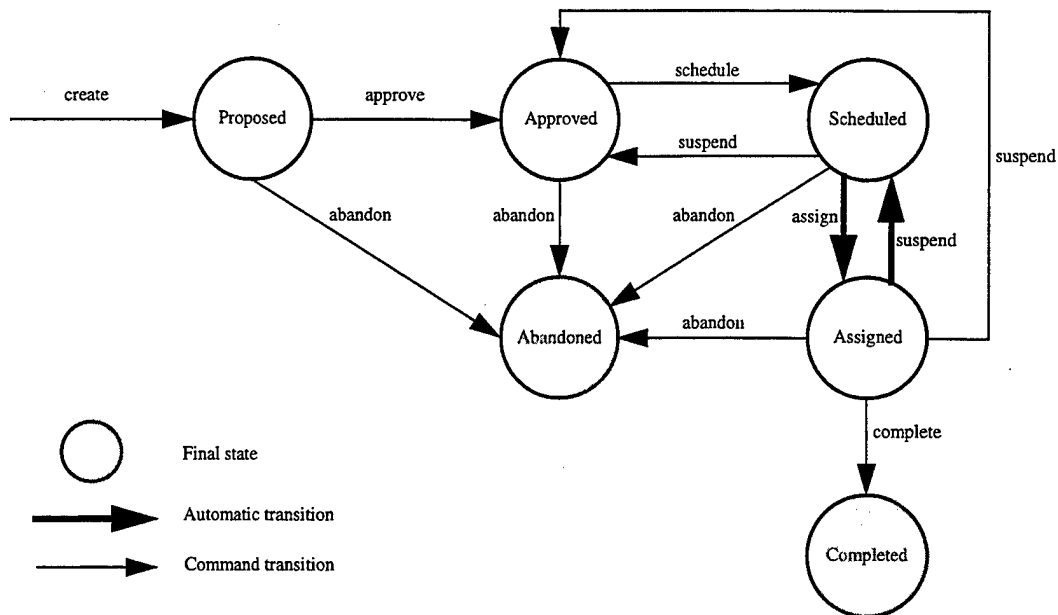 create
Proposed
approve
Approved
schedule
Scheduled
suspend
suspend
abandon
abandon
abandon
assign
suspend
Abandoned
abandon
Assigned
complete
Completed
Final state
Automatic transition
Command transition